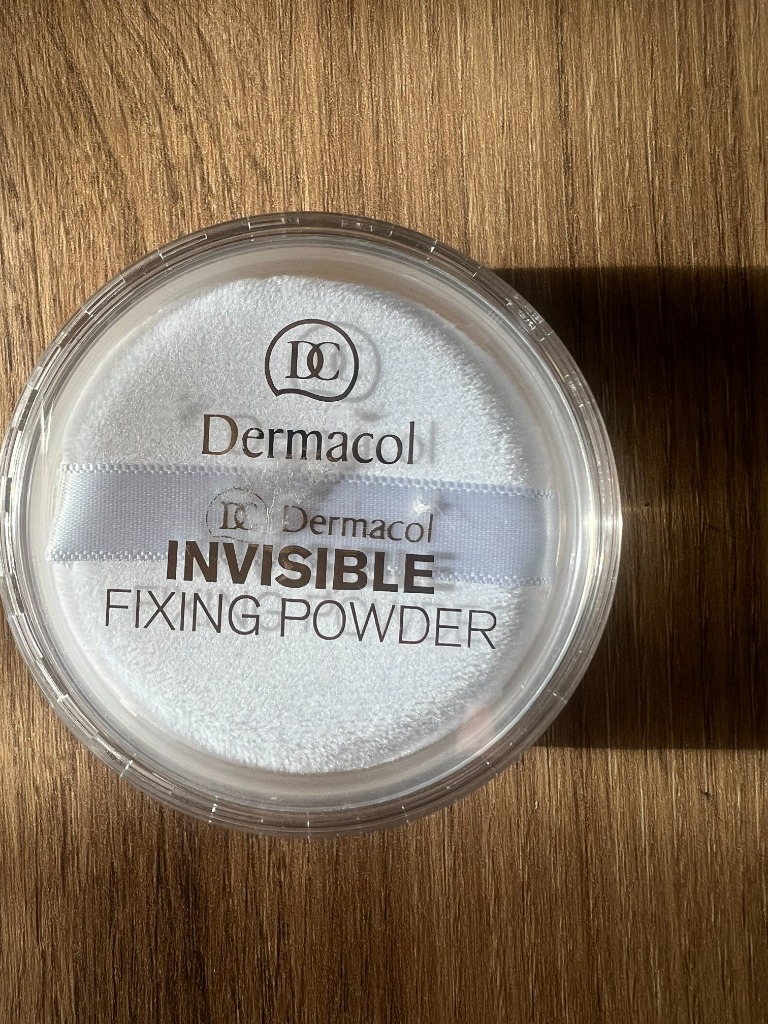 DC
Dermacol
DC Dermacol
INVISIBLE
FIXING POWDER